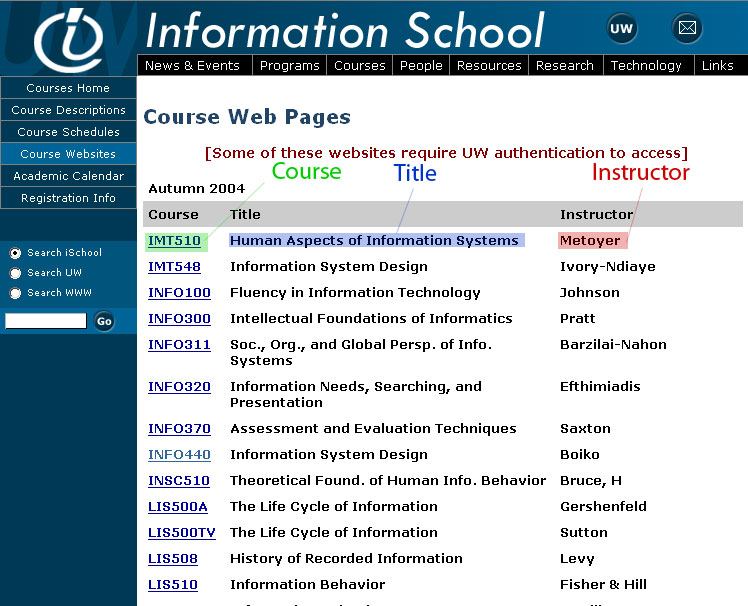 Information School
UW
News & Events Programs Courses People Resources Research Technology Links
Courses Home
Course Descriptions
Course Schedules
Course Websites
Academic Calendar
Registration Info
Search iSchool
Search UW
Search WWW
Go
Course Web Pages
[Some of these websites require UW authentication to access]
Course Title Instructor
Autumn 2004
Course Title Instructor
IMT510 Human Aspects of Information Systems Metoyer
IMT548 Information System Design Ivory-Ndiaye
INFO100 Fluency in Information Technology Johnson
INFO300 Intellectual Foundations of Informatics Pratt
INFO311 Soc., Org., and Global Persp. of Info. Barzilai-Nahon
Systems
INFO320 Information Needs, Searching, and Efthimiadis
Presentation
INFO370 Assessment and Evaluation Techniques Saxton
INFO440 Information System Design Boiko
INSC510 Theoretical Found. of Human Info. Behavior Bruce, H
LIS500A The Life Cycle of Information Gershenfeld
LIS500TV The Life Cycle of Information Sutton
LIS508 History of Recorded Information Levy
LIS510 Information Behavior Fisher & Hill